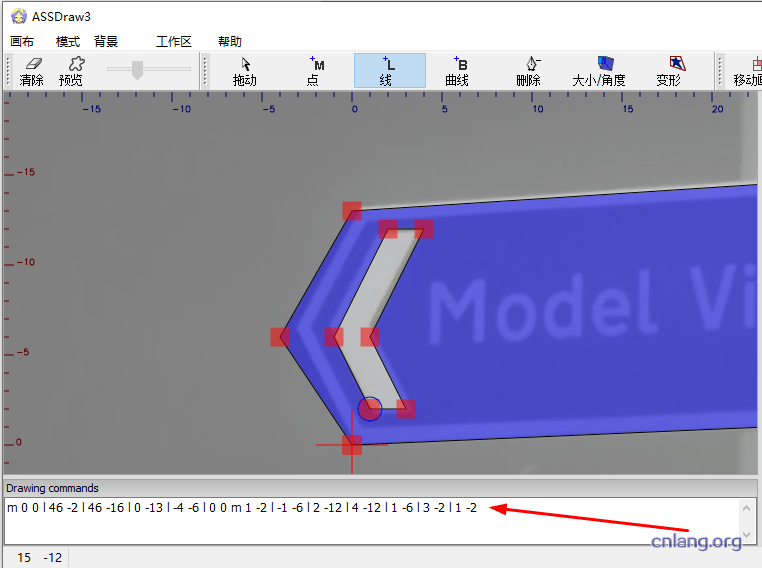 ASSDraw3
画布 模式 背景 工作区 帮助
清除 预览 拖动 M 点 L 线 B 曲线 删除 大小/角度 变形
-15 -10 -5 0 5 10 15 20
-15
-10
-5
0
Model Vi
Drawing commands
m 0 0 l 46 -2 l 46 -16 l 0 -13 l -4 -6 l 0 0 m 1 -2 l -1 -6 l 2 -12 l 4 -12 l 1 -6 l 3 -2 l 1 -2
cnlang.org
15 -12